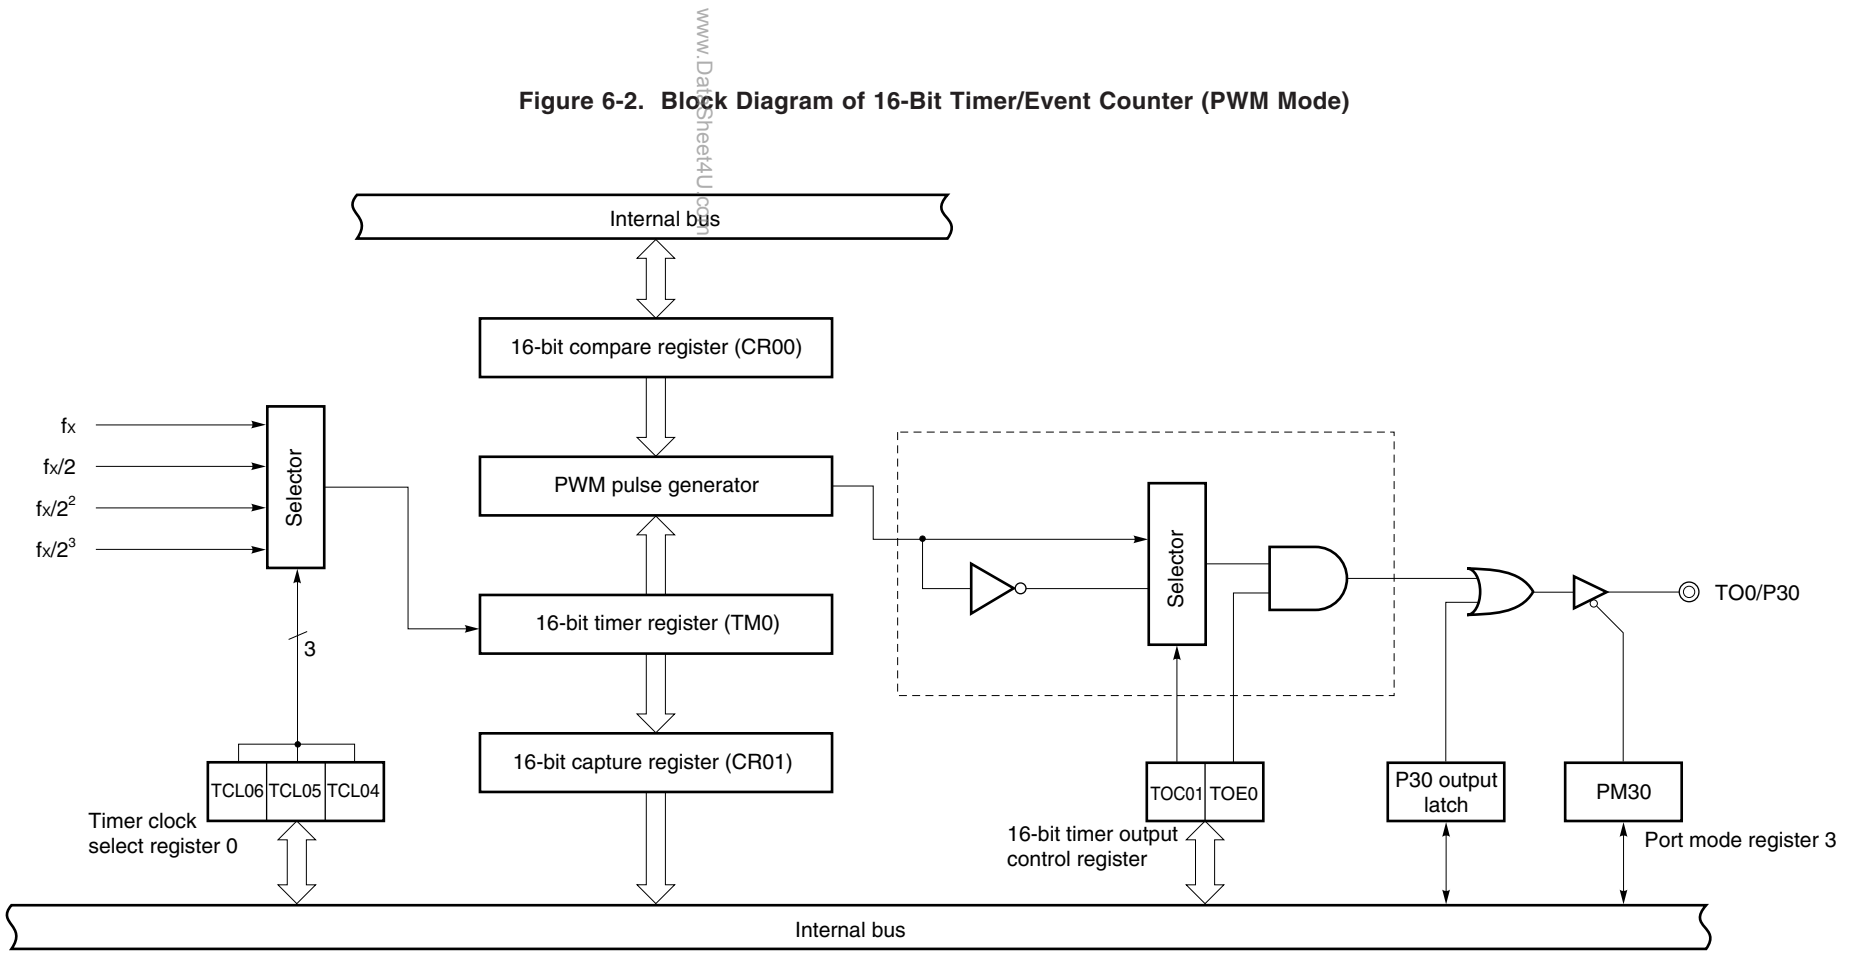 www.DataSheet4U.com
Figure 6-2. Block Diagram of 16-Bit Timer/Event Counter (PWM Mode)
Internal bus
16-bit compare register (CR00)
fx
fx/2
fx/2²
fx/2³
Selector
PWM pulse generator
Selector
TO0/P30
16-bit timer register (TM0)
3
16-bit capture register (CR01)
TCL06 TCL05 TCL04
TOC01 TOE0
P30 output
latch
PM30
Timer clock
select register 0
16-bit timer output
control register
Port mode register 3
Internal bus